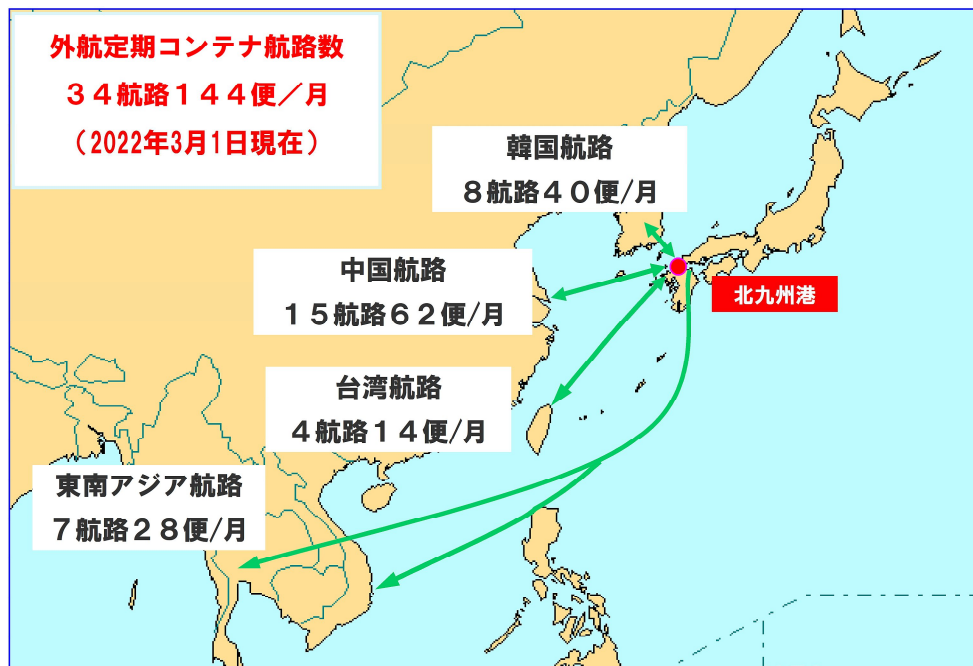 外航定期コンテナ航路数
３４航路１４４便／月
（2022年3月1日現在）
韓国航路
８航路４０便/月
中国航路
１５航路６２便/月
北九州港
台湾航路
４航路１４便/月
東南アジア航路
７航路２８便/月